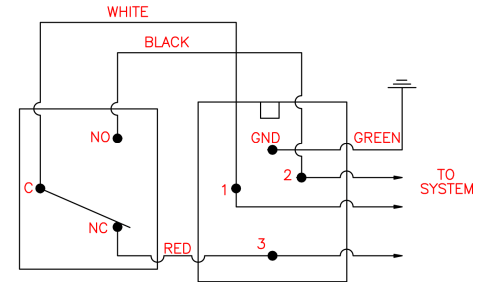 WHITE
BLACK
NO
GND
GREEN
C
1
2
TO
SYSTEM
NC
RED
3